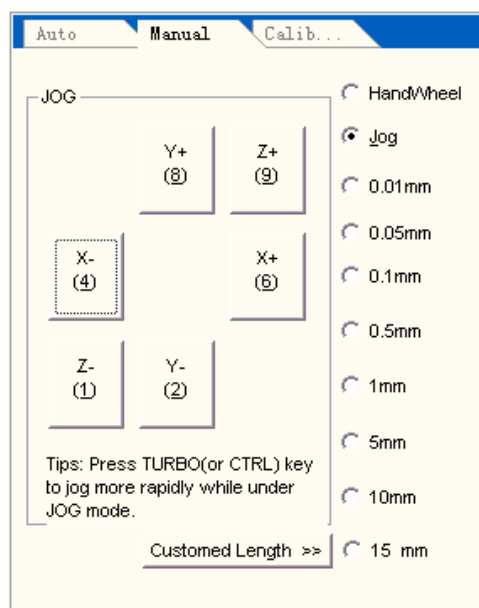 Auto Manual Calib...
JOG
Y+ Z+
(8) (9)
X- X+
(4) (6)
Z- Y-
(1) (2)
Tips: Press TURBO(or CTRL) key
to jog more rapidly while under
JOG mode.
Customed Length >>
HandWheel
Jog
0.01mm
0.05mm
0.1mm
0.5mm
1mm
5mm
10mm
15 mm